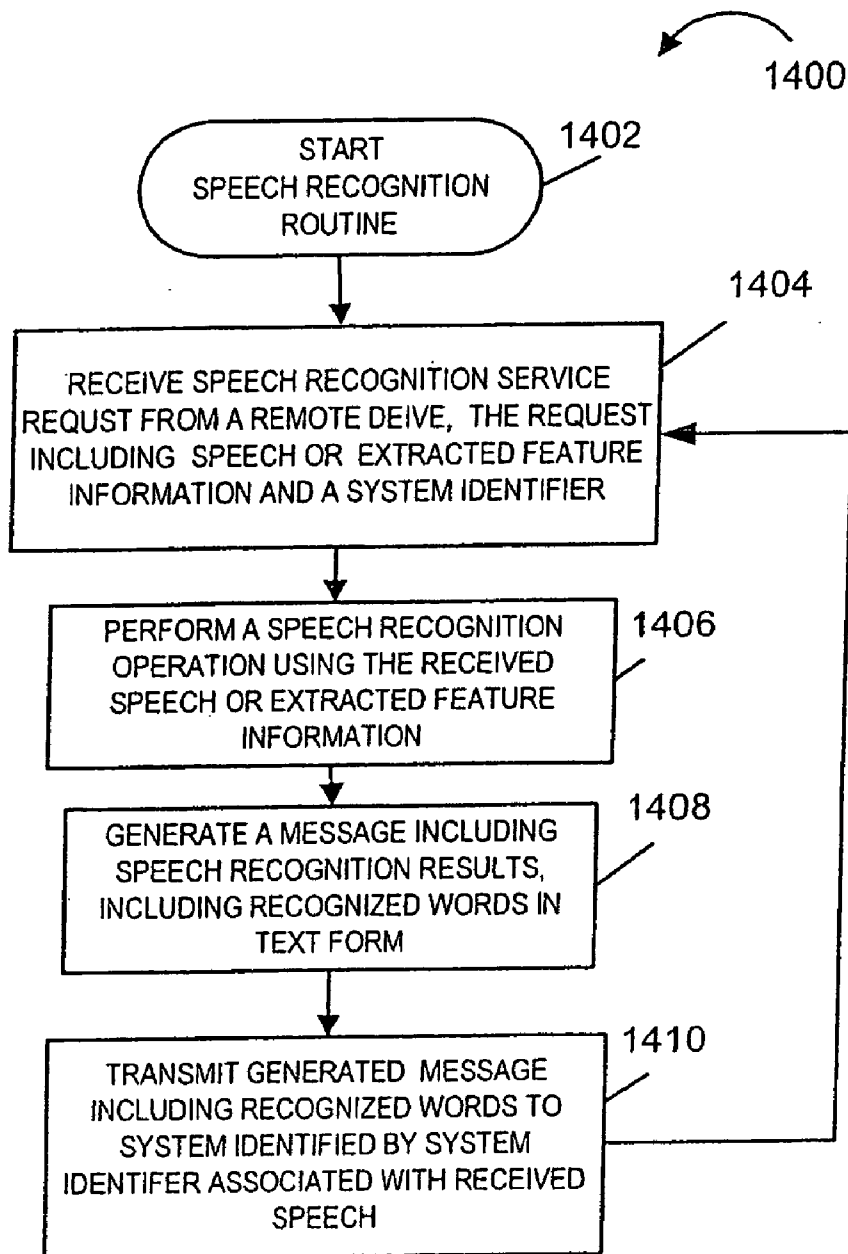 1400
1402
START
SPEECH RECOGNITION
ROUTINE
1404
RECEIVE SPEECH RECOGNITION SERVICE
REQUST FROM A REMOTE DEIVE, THE REQUEST
INCLUDING SPEECH OR EXTRACTED FEATURE
INFORMATION AND A SYSTEM IDENTIFIER
1406
PERFORM A SPEECH RECOGNITION
OPERATION USING THE RECEIVED
SPEECH OR EXTRACTED FEATURE
INFORMATION
1408
GENERATE A MESSAGE INCLUDING
SPEECH RECOGNITION RESULTS,
INCLUDING RECOGNIZED WORDS IN
TEXT FORM
1410
TRANSMIT GENERATED MESSAGE
INCLUDING RECOGNIZED WORDS TO
SYSTEM IDENTIFIED BY SYSTEM
IDENTIFER ASSOCIATED WITH RECEIVED
SPEECH